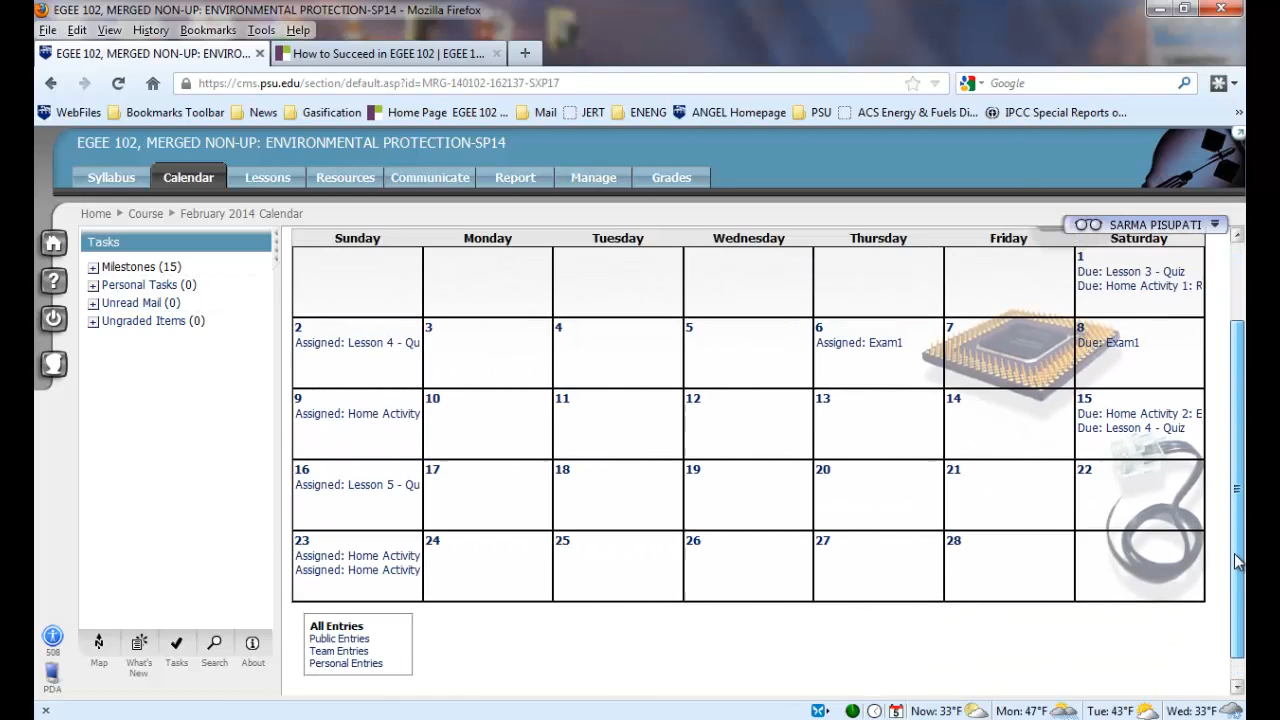 EGEE 102, MERGED NON-UP: ENVIRONMENTAL PROTECTION-SP14 - Mozilla Firefox
File Edit View History Bookmarks Tools Help
EGEE 102, MERGED NON-UP: ENVIRO... × How to Succeed in EGEE 102 | EGEE 1... × +
https://cms.psu.edu/section/default.asp?id=MRG-140102-162137-SXP17 Google
WebFiles Bookmarks Toolbar News Gasification Home Page EGEE 102 ... Mail JERT ENENG ANGEL Homepage PSU ACS Energy & Fuels Di... IPCC Special Reports o... »
EGEE 102, MERGED NON-UP: ENVIRONMENTAL PROTECTION-SP14
Syllabus Calendar Lessons Resources Communicate Report Manage Grades
Home Course February 2014 Calendar
SARMA PISUPATI
Tasks
Milestones (15)
Personal Tasks (0)
Unread Mail (0)
Ungraded Items (0)
Sunday Monday Tuesday Wednesday Thursday Friday Saturday
1
Due: Lesson 3 - Quiz
Due: Home Activity 1: R
2 3 4 5 6 7 8
Assigned: Lesson 4 - Qu Assigned: Exam1 Due: Exam1
9 10 11 12 13 14 15
Assigned: Home Activity Due: Home Activity 2: E
Due: Lesson 4 - Quiz
16 17 18 19 20 21 22
Assigned: Lesson 5 - Qu
23 24 25 26 27 28
Assigned: Home Activity
Assigned: Home Activity
All Entries
Public Entries
Team Entries
Personal Entries
Map What's New Tasks Search About
508
PDA
× Now: 33°F Mon: 47°F Tue: 43°F Wed: 33°F